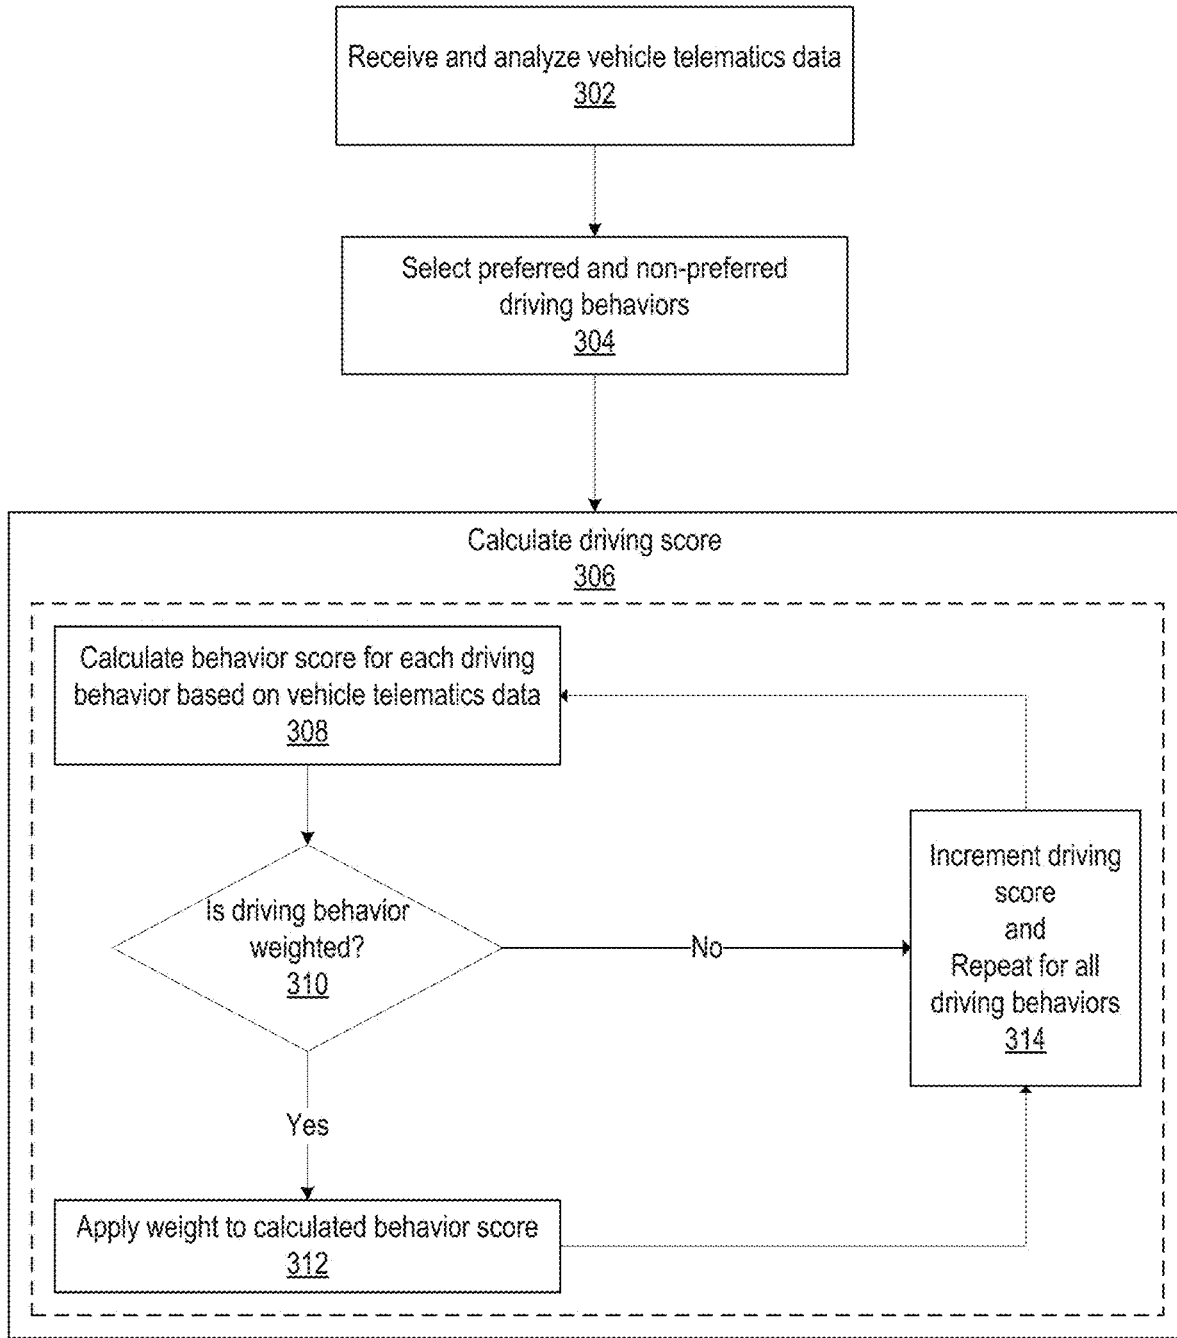 Receive and analyze vehicle telematics data
302
Select preferred and non-preferred
driving behaviors
304
Calculate driving score
306
Calculate behavior score for each driving
behavior based on vehicle telematics data
308
Is driving behavior
weighted?
310
No
Increment driving
score
and
Repeat for all
driving behaviors
314
Yes
Apply weight to calculated behavior score
312